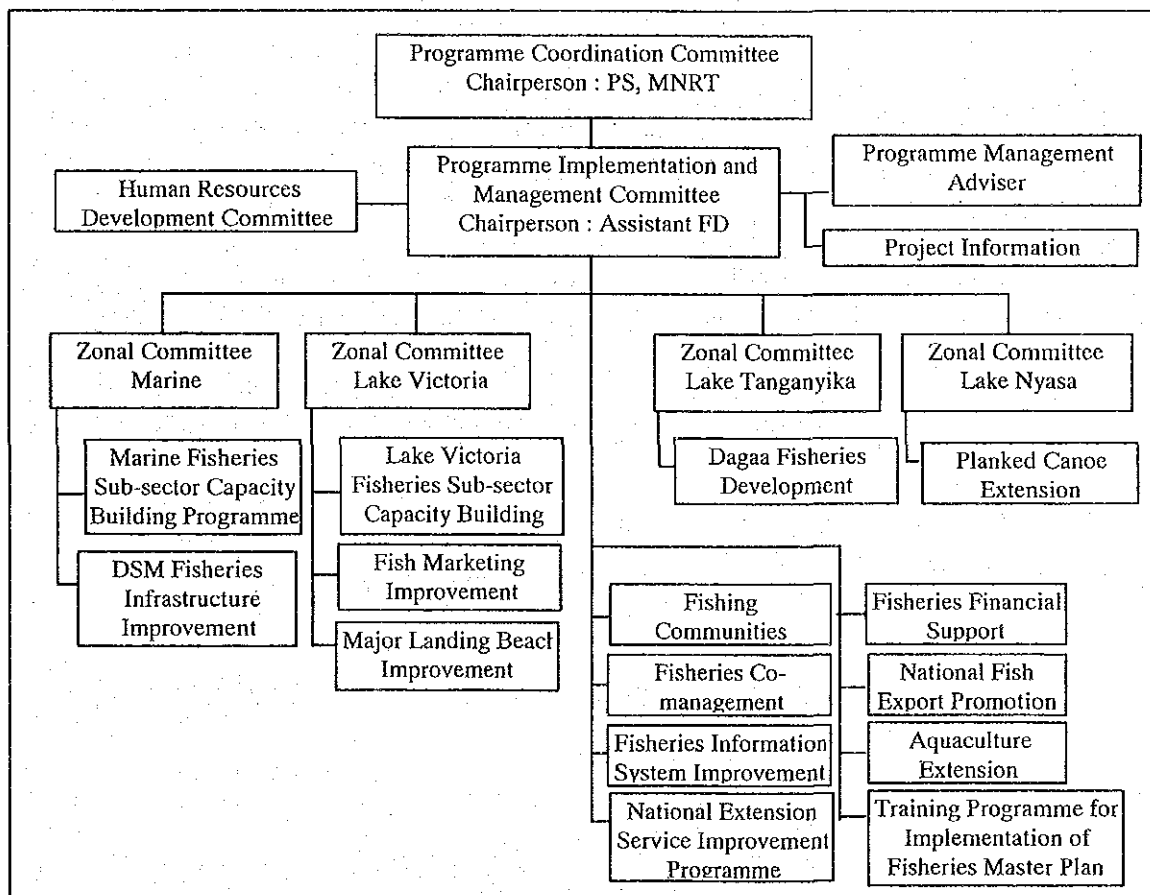 Programme Coordination Committee
Chairperson : PS, MNRT
Programme Implementation and
Management Committee
Chairperson : Assistant FD
Human Resources
Development Committee
Programme Management
Adviser
Project Information
Zonal Committee
Marine
Zonal Committee
Lake Victoria
Zonal Committee
Lake Tanganyika
Zonal Committee
Lake Nyasa
Marine Fisheries
Sub-sector Capacity
Building Programme
DSM Fisheries
Infrastructure
Improvement
Lake Victoria
Fisheries Sub-sector
Capacity Building
Fish Marketing
Improvement
Major Landing Beach
Improvement
Dagaa Fisheries
Development
Planked Canoe
Extension
Fishing
Communities
Fisheries Co-
management
Fisheries Information
System Improvement
National Extension
Service Improvement
Programme
Fisheries Financial
Support
National Fish
Export Promotion
Aquaculture
Extension
Training Programme for
Implementation of
Fisheries Master Plan